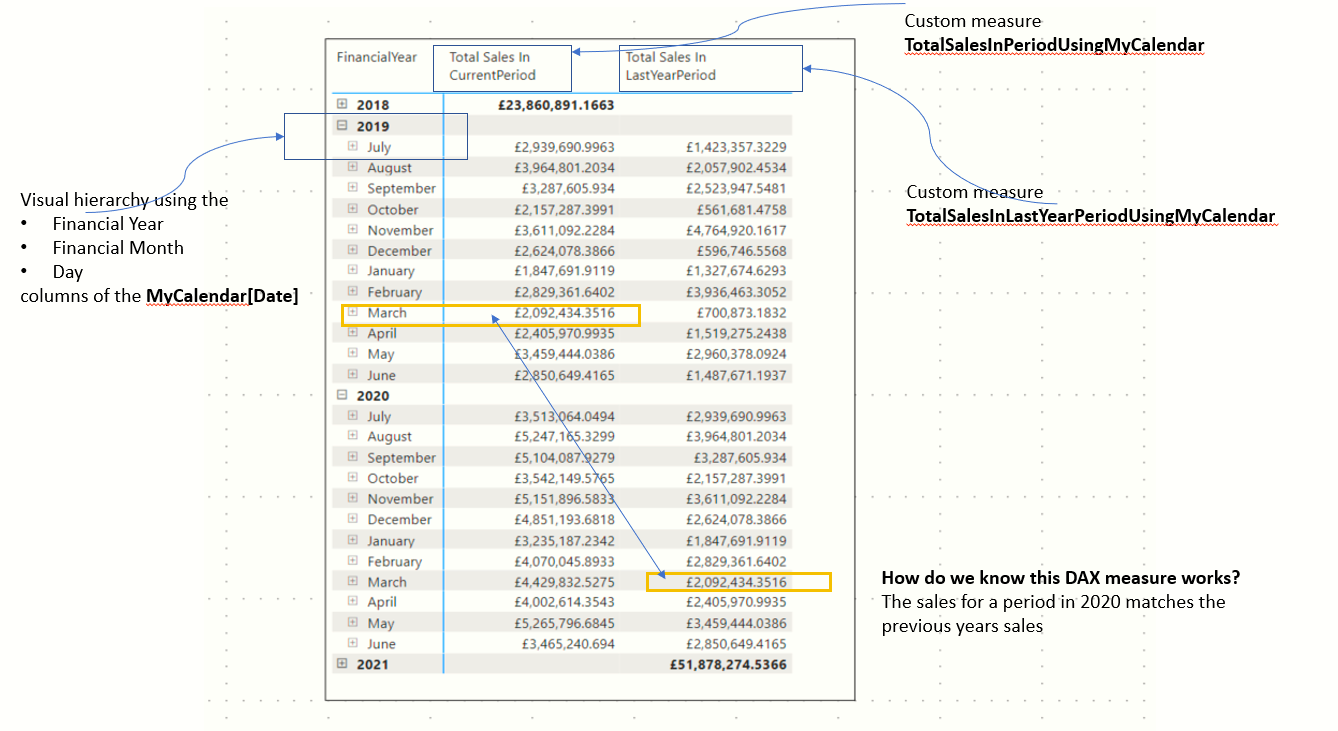 Custom measure
TotalSalesInPeriodUsingMyCalendar
FinancialYear Total Sales In CurrentPeriod Total Sales In LastYearPeriod
2018 £23,860,891.1663
2019
July £2,939,690.9963 £1,423,357.3229
August £3,964,801.2034 £2,057,902.4534
September £3,287,605.934 £2,523,947.5481
October £2,157,287.3991 £561,681.4758
November £3,611,092.2284 £4,764,920.1617
December £2,624,078.3866 £596,746.5568
January £1,847,691.9119 £1,327,674.6293
February £2,829,361.6402 £3,936,463.3052
March £2,092,434.3516 £700,873.1832
April £2,405,970.9935 £1,519,275.2438
May £3,459,444.0386 £2,960,378.0924
June £2,850,649.4165 £1,487,671.1937
2020
July £3,513,064.0494 £2,939,690.9963
August £5,247,165.3299 £3,964,801.2034
September £5,104,087.9279 £3,287,605.934
October £3,542,149.5765 £2,157,287.3991
November £5,151,896.5833 £3,611,092.2284
December £4,851,193.6818 £2,624,078.3866
January £3,235,187.2342 £1,847,691.9119
February £4,070,045.8933 £2,829,361.6402
March £4,429,832.5275 £2,092,434.3516
April £4,002,614.3543 £2,405,970.9935
May £5,265,796.6845 £3,459,444.0386
June £3,465,240.694 £2,850,649.4165
2021 £51,878,274.5366
Visual hierarchy using the
• Financial Year
• Financial Month
• Day
columns of the MyCalendar[Date]
Custom measure
TotalSalesInLastYearPeriodUsingMyCalendar
How do we know this DAX measure works?
The sales for a period in 2020 matches the
previous years sales